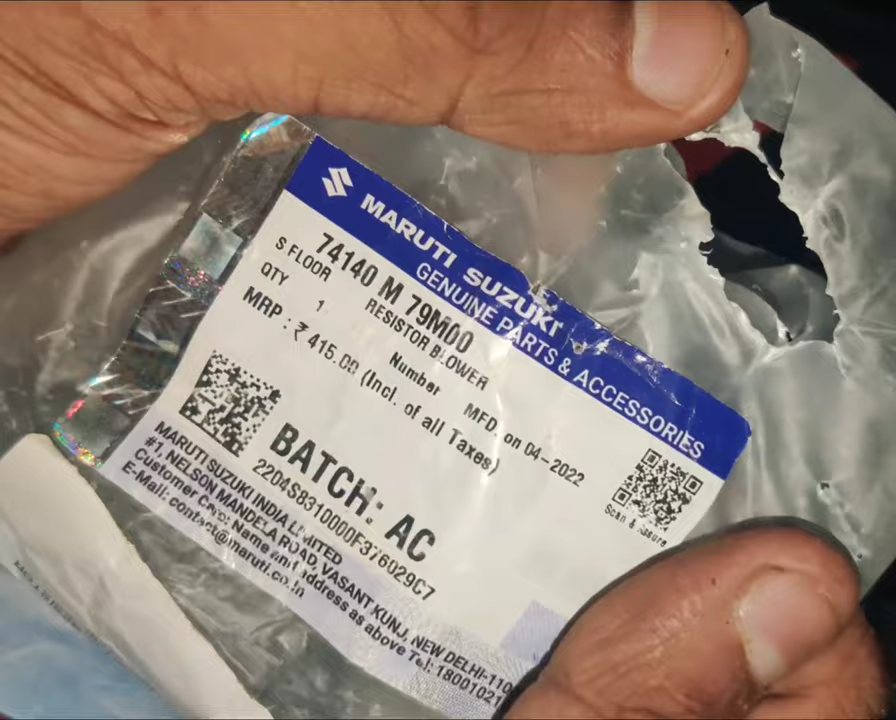 MARUTI SUZUKI
GENUINE PARTS & ACCESSORIES
74140 M 79M00
S FLOOR RESISTOR BLOWER
QTY 1 Number MFD. on 04-2022
MRP : ₹ 415.00 (Incl. of all Taxes)
BATCH: AC
2204S8310000F376029C7
Scan & Assure
MARUTI SUZUKI INDIA LIMITED
#1, NELSON MANDELA ROAD, VASANT KUNJ, NEW DELHI-110
Customer Care: Name and address as above Tel: 18001021
E-Mail: contact@maruti.co.in